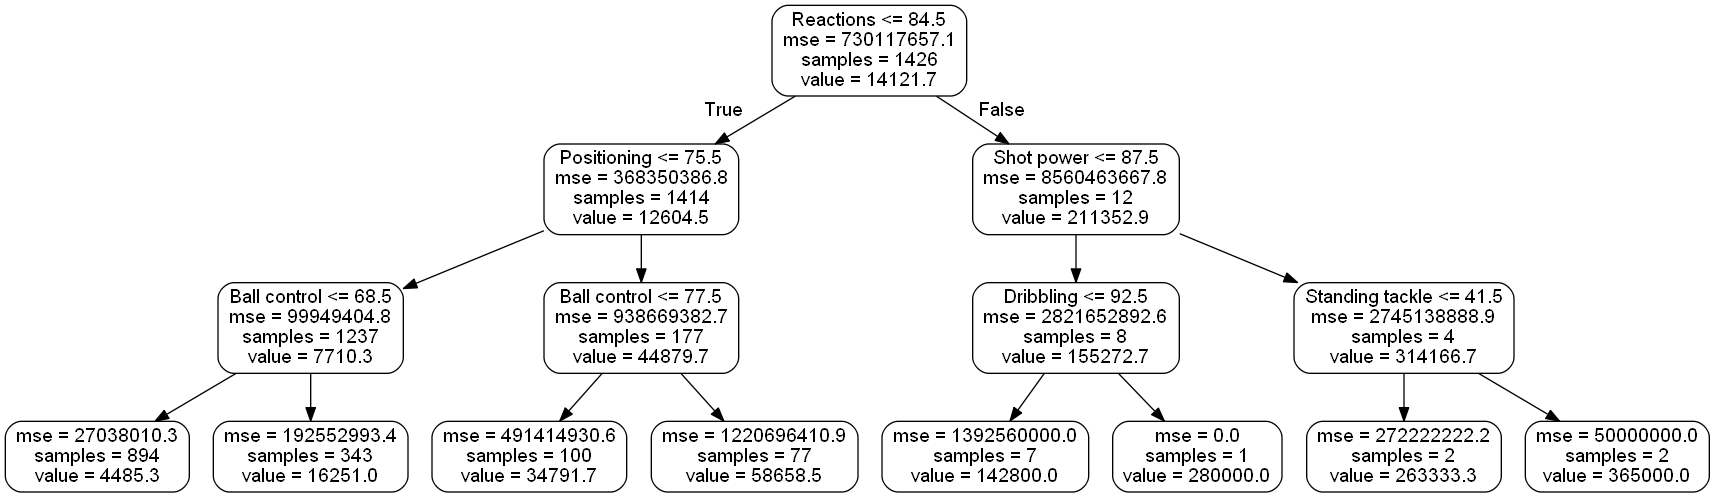 Reactions <= 84.5
mse = 730117657.1
samples = 1426
value = 14121.7
True
False
Positioning <= 75.5
mse = 368350386.8
samples = 1414
value = 12604.5
Shot power <= 87.5
mse = 8560463667.8
samples = 12
value = 211352.9
Ball control <= 68.5
mse = 99949404.8
samples = 1237
value = 7710.3
Ball control <= 77.5
mse = 938669382.7
samples = 177
value = 44879.7
Dribbling <= 92.5
mse = 2821652892.6
samples = 8
value = 155272.7
Standing tackle <= 41.5
mse = 2745138888.9
samples = 4
value = 314166.7
mse = 27038010.3
samples = 894
value = 4485.3
mse = 192552993.4
samples = 343
value = 16251.0
mse = 491414930.6
samples = 100
value = 34791.7
mse = 1220696410.9
samples = 77
value = 58658.5
mse = 1392560000.0
samples = 7
value = 142800.0
mse = 0.0
samples = 1
value = 280000.0
mse = 272222222.2
samples = 2
value = 263333.3
mse = 50000000.0
samples = 2
value = 365000.0